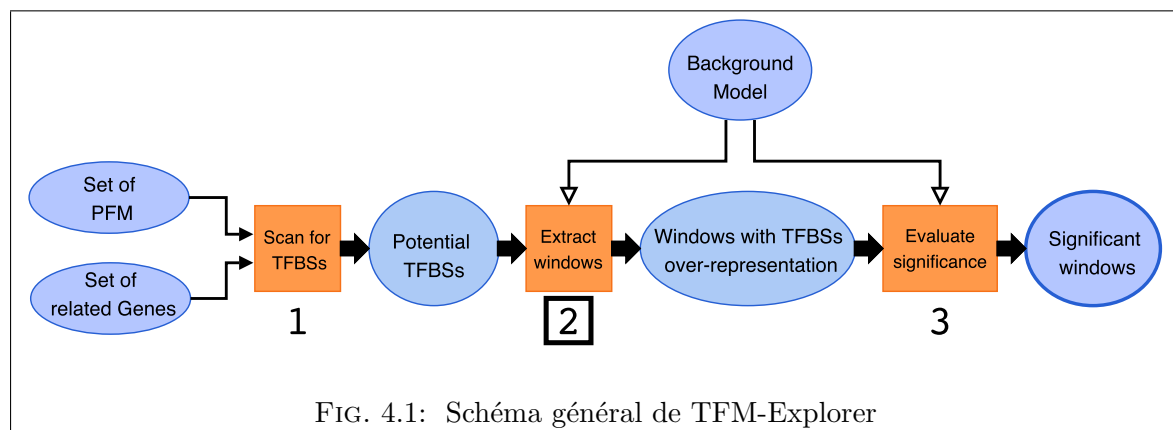 Background
Model
Set of
PFM
Set of
related Genes
Scan for
TFBSs
1
Potential
TFBSs
Extract
windows
2
Windows with TFBSs
over-representation
Evaluate
significance
3
Significant
windows
FIG. 4.1: Schéma général de TFM-Explorer